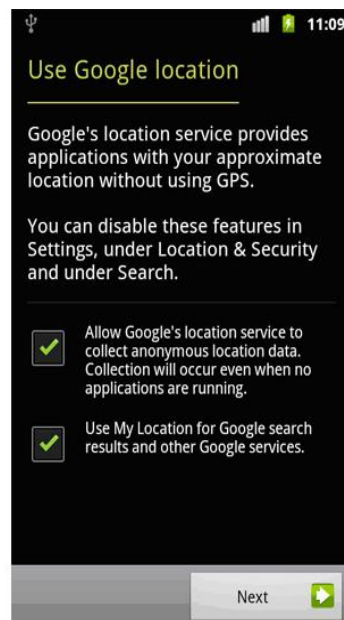 11:09
Use Google location
Google's location service provides
applications with your approximate
location without using GPS.
You can disable these features in
Settings, under Location & Security
and under Search.
Allow Google's location service to
collect anonymous location data.
Collection will occur even when no
applications are running.
Use My Location for Google search
results and other Google services.
Next